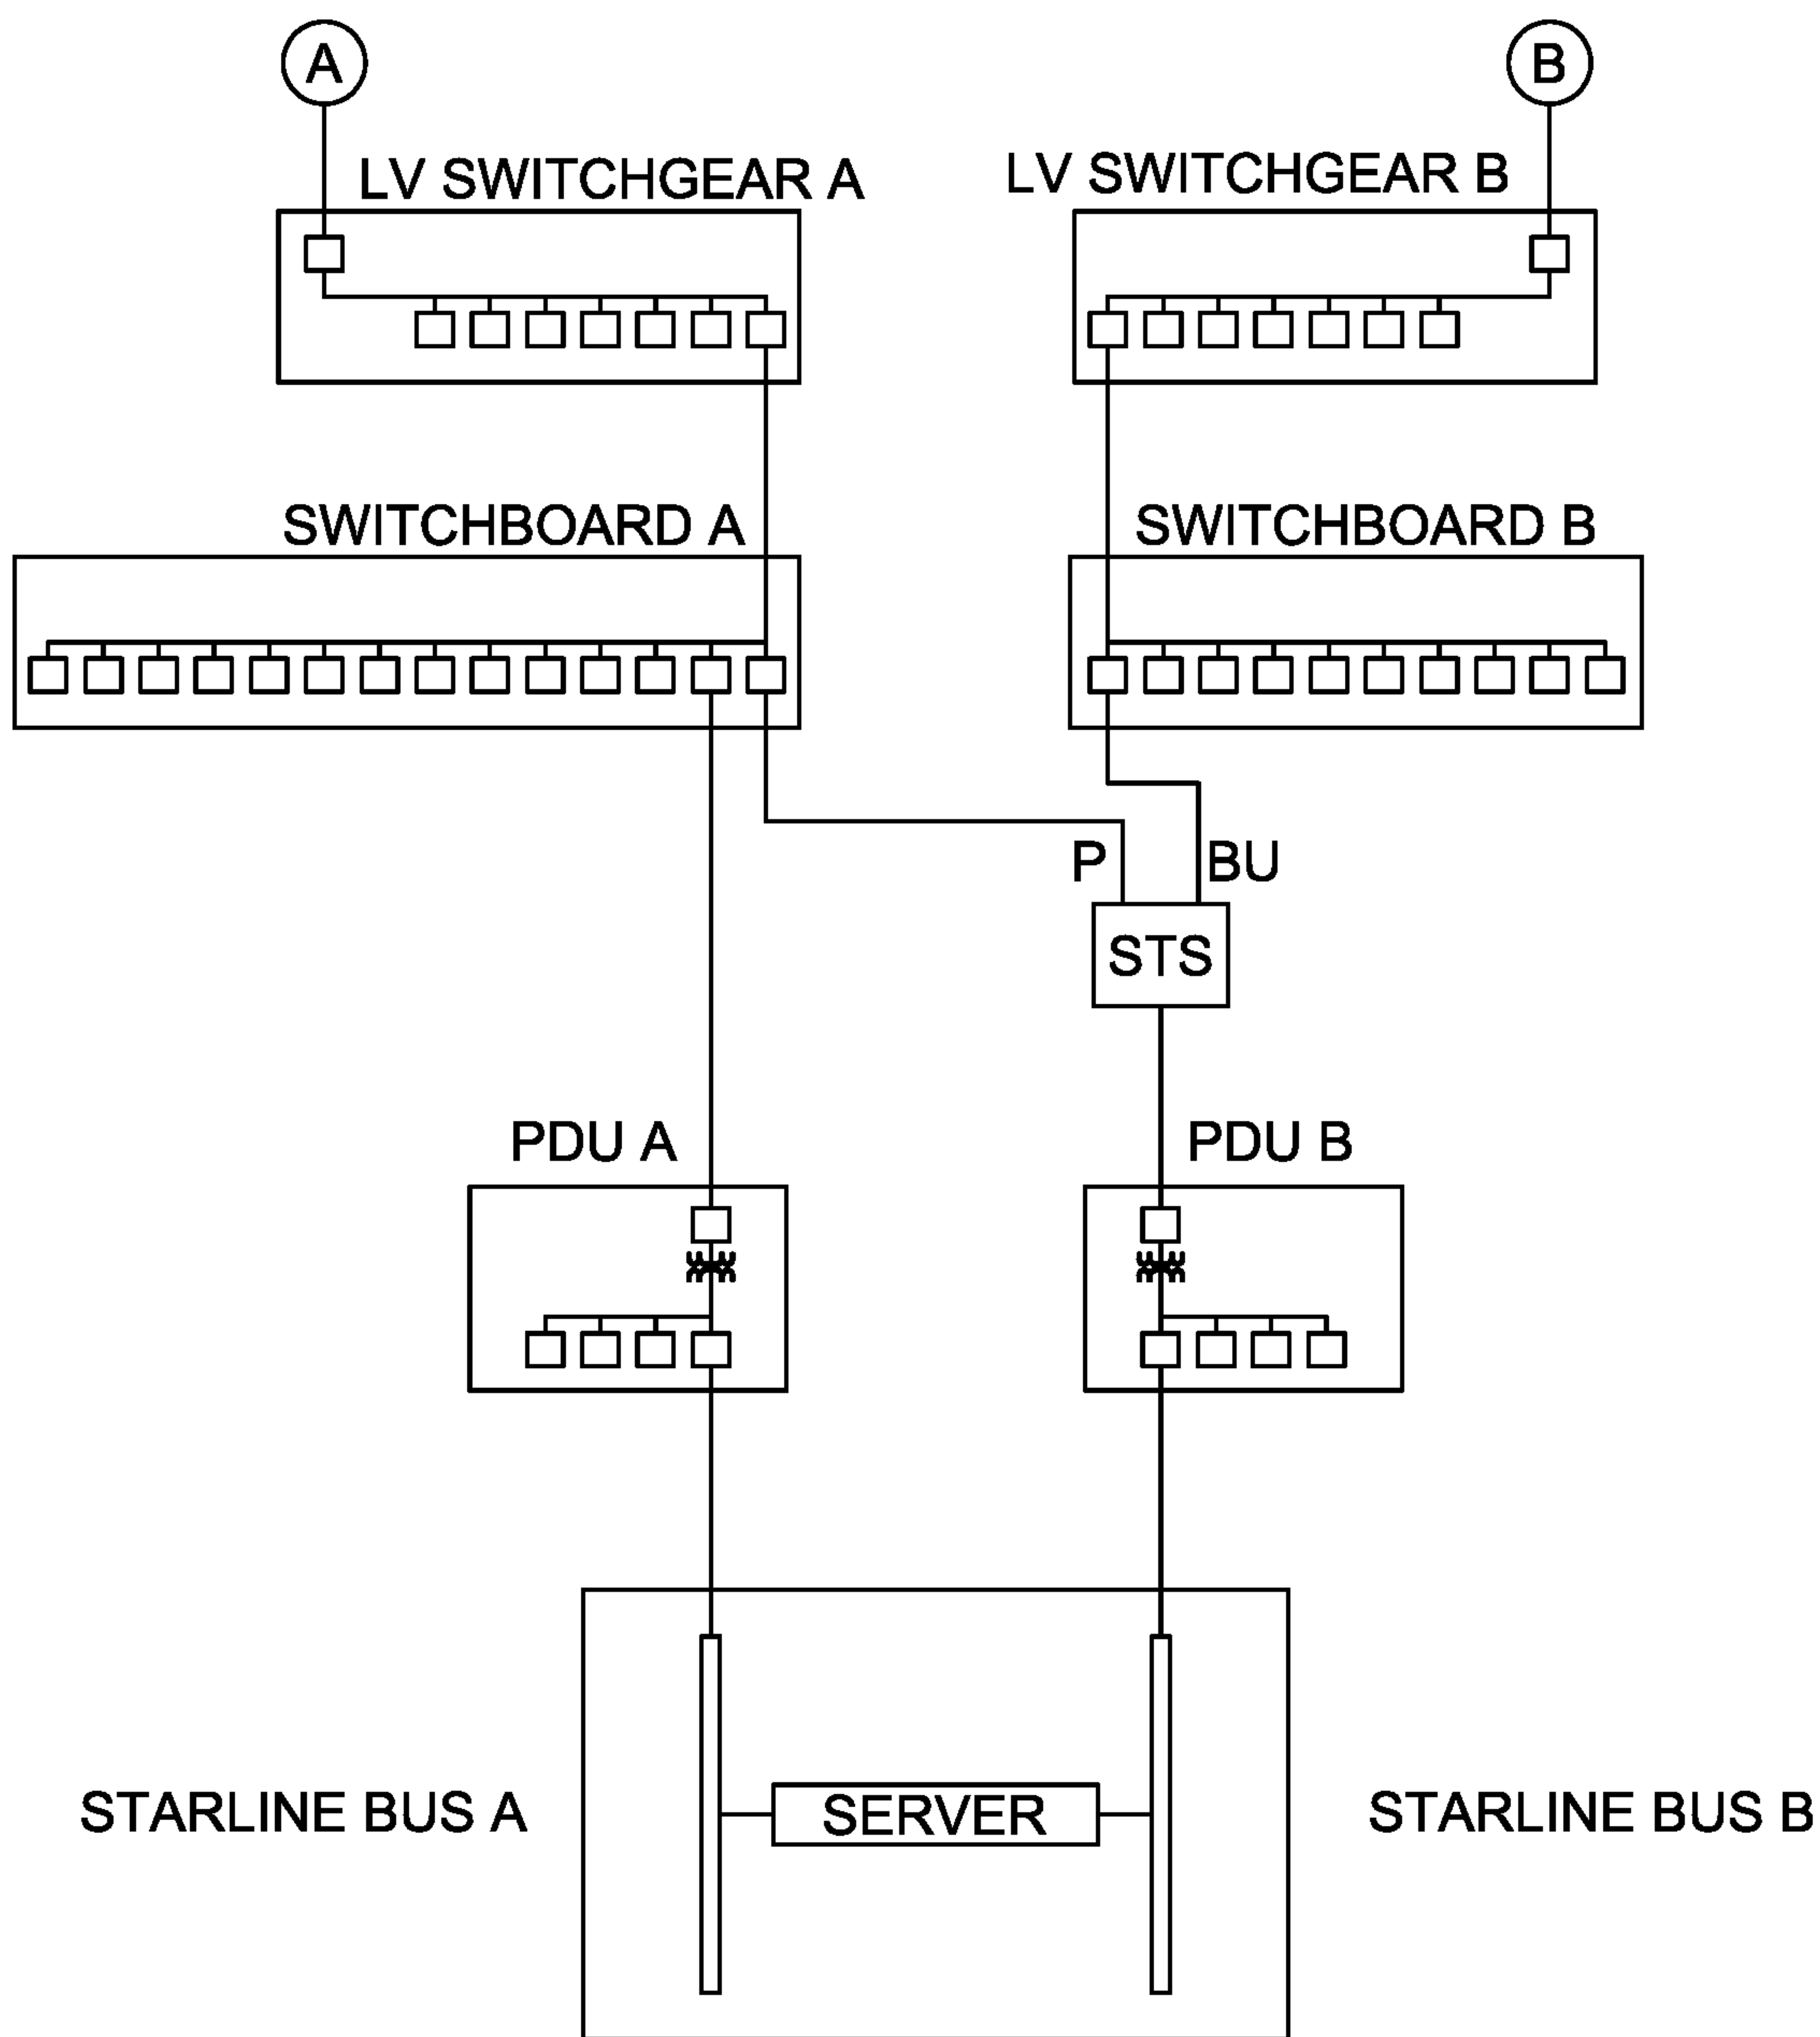 A
B
LV SWITCHGEAR A
LV SWITCHGEAR B
SWITCHBOARD A
SWITCHBOARD B
P
BU
STS
PDU A
PDU B
STARLINE BUS A
SERVER
STARLINE BUS B